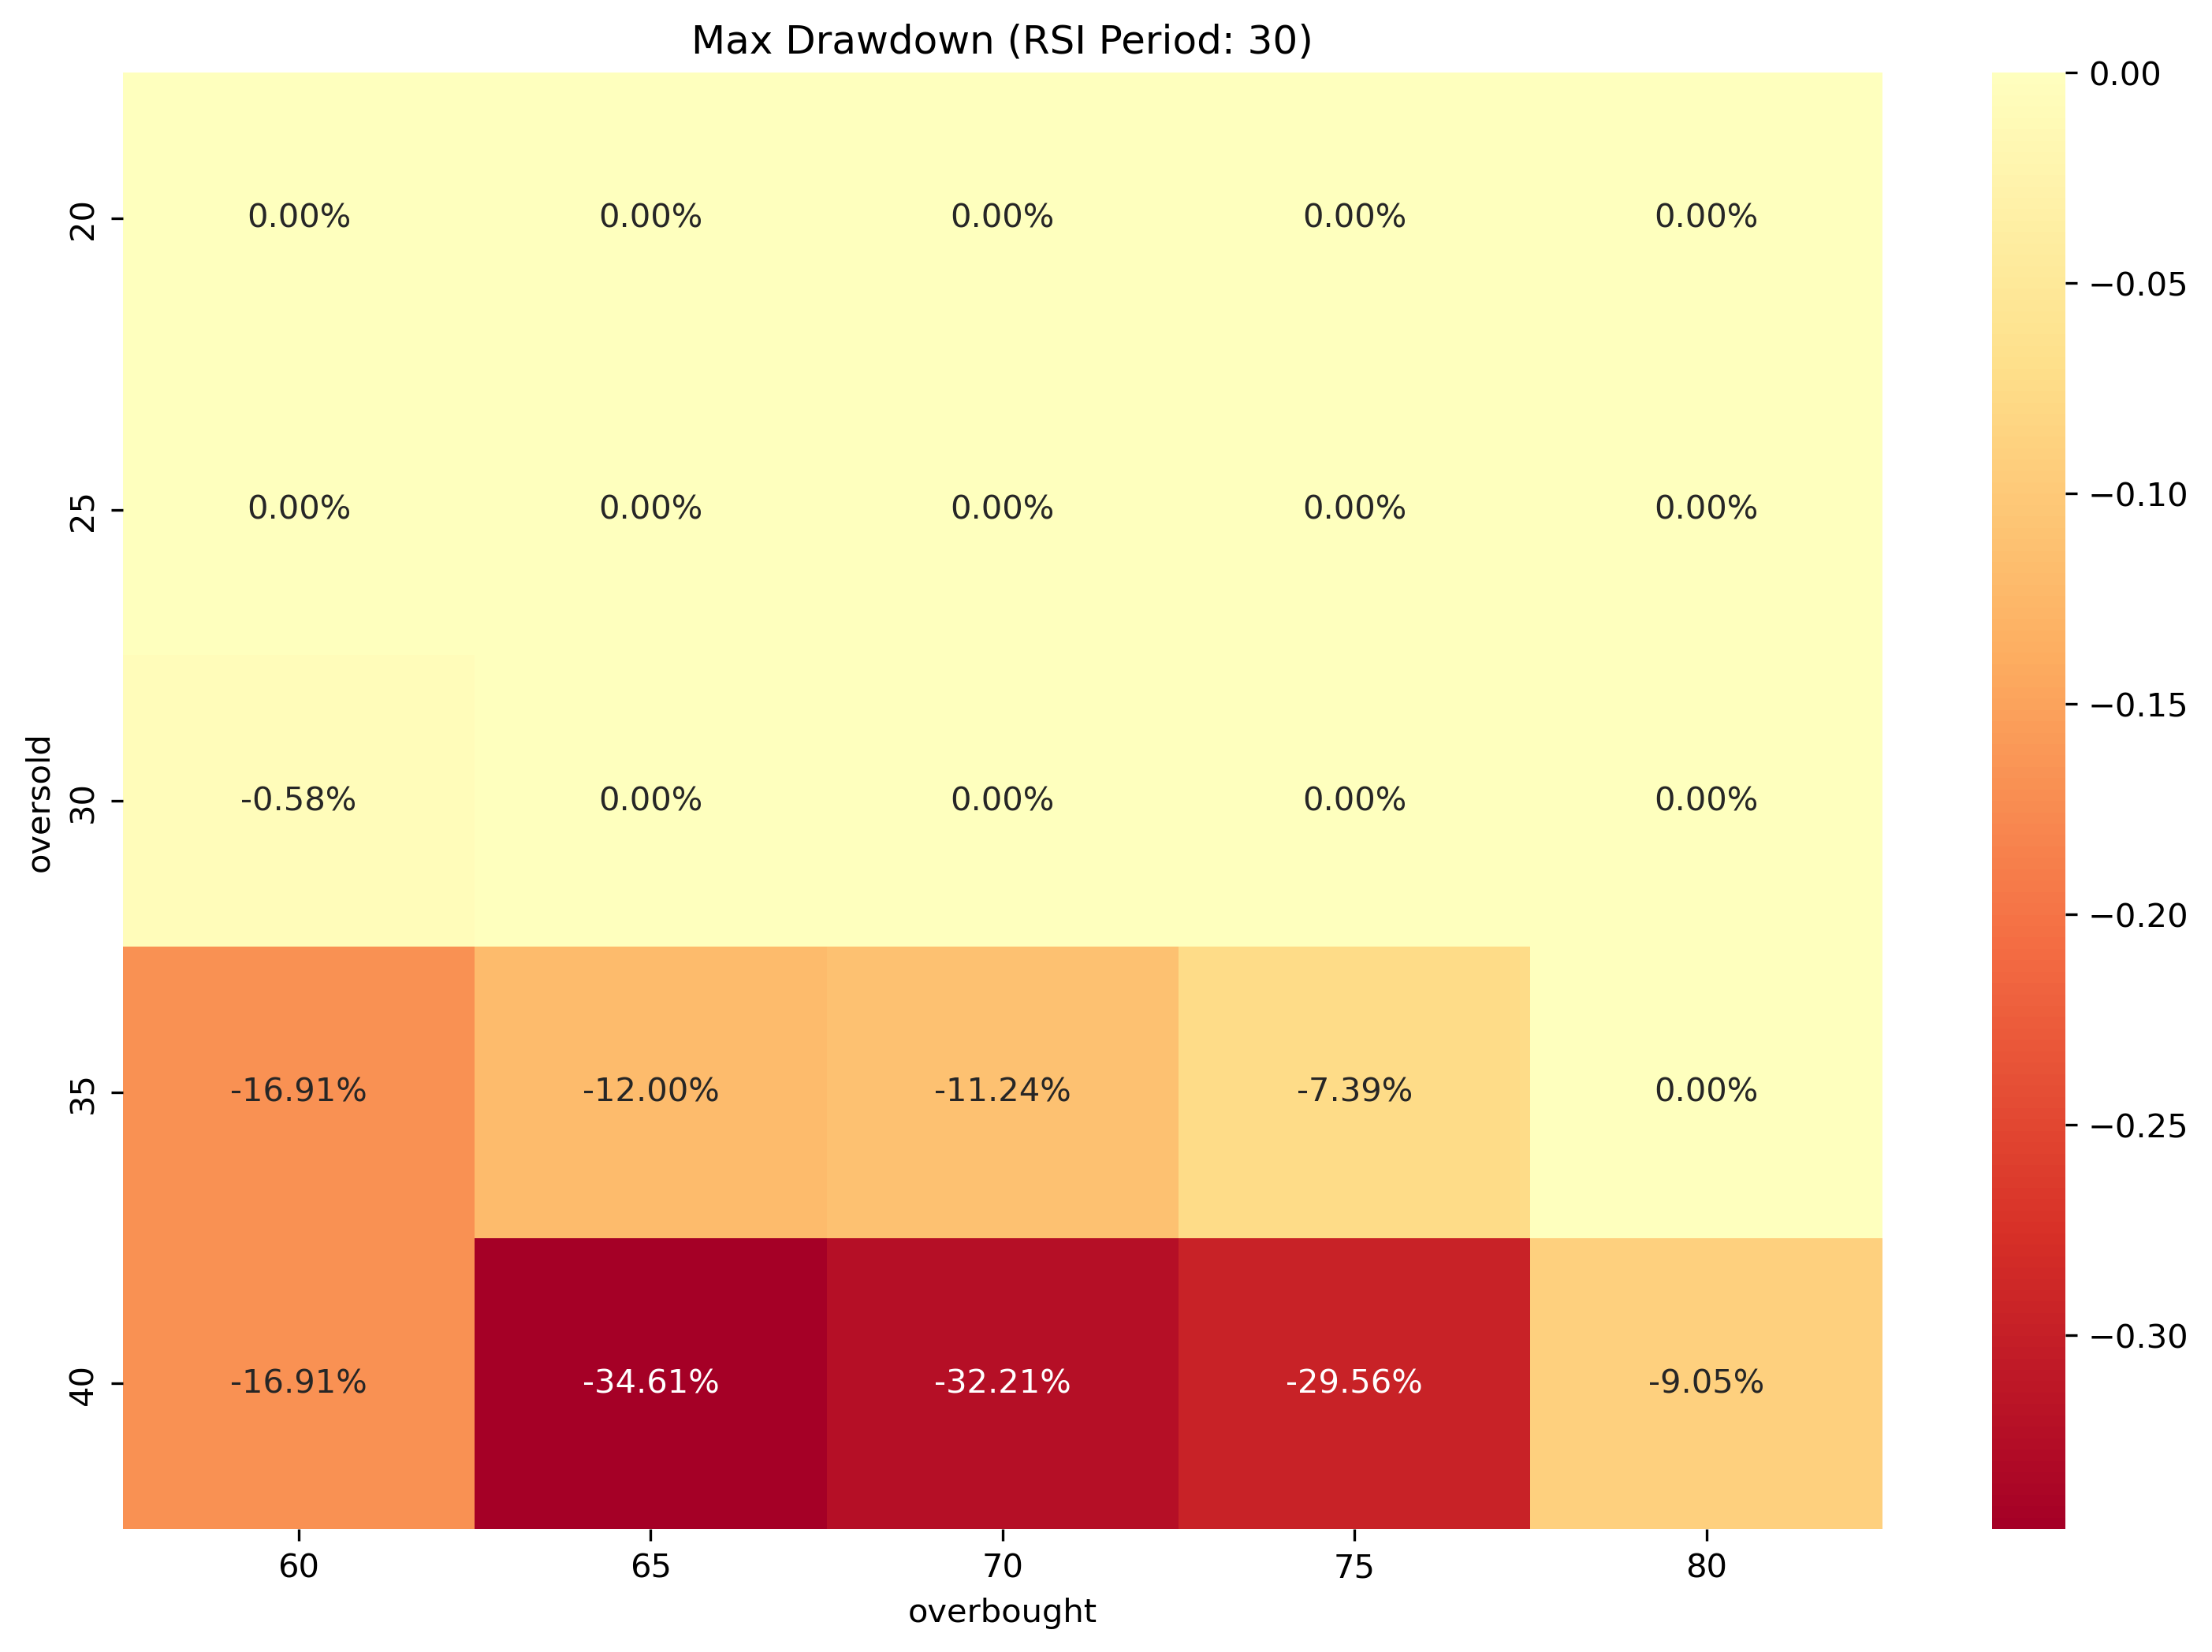 Max Drawdown (RSI Period: 30)
oversold
20
0.00% 0.00% 0.00% 0.00% 0.00%
25
0.00% 0.00% 0.00% 0.00% 0.00%
30
-0.58% 0.00% 0.00% 0.00% 0.00%
35
-16.91% -12.00% -11.24% -7.39% 0.00%
40
-16.91% -34.61% -32.21% -29.56% -9.05%
60 65 70 75 80
overbought
0.00
−0.05
−0.10
−0.15
−0.20
−0.25
−0.30